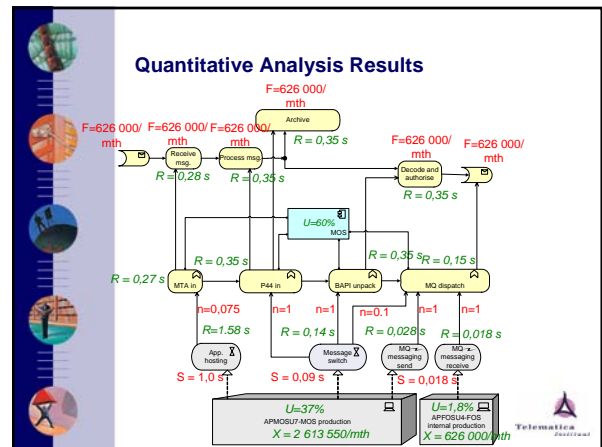 Quantitative Analysis Results
F=626 000/
mth
Archive
R = 0,35 s
F=626 000/
mth
F=626 000/
mth
F=626 000/
mth
F=626 000/
mth
F=626 000/
mth
Receive
msg.
Process msg.
Decode and
authorise
R = 0,28 s
R = 0,35 s
R = 0,35 s
U=60%
MOS
R = 0,27 s
R = 0,35 s
R = 0,35 s
R = 0,15 s
MTA in
P44 in
BAPI unpack
MQ dispatch
n=0,075
n=1
n=1
n=0.1
n=1
n=1
R=1.58 s
R = 0,14 s
R = 0,028 s
R = 0,018 s
App.
hosting
Message
switch
MQ
messaging
send
MQ
messaging
receive
S = 1,0 s
S = 0,09 s
S = 0,018 s
U=37%
APMOSU7-MOS production
X = 2 613 550/mth
U=1,8%
APFOSU4-FOS
internal production
X = 626 000/mth
Telematica
Instituut